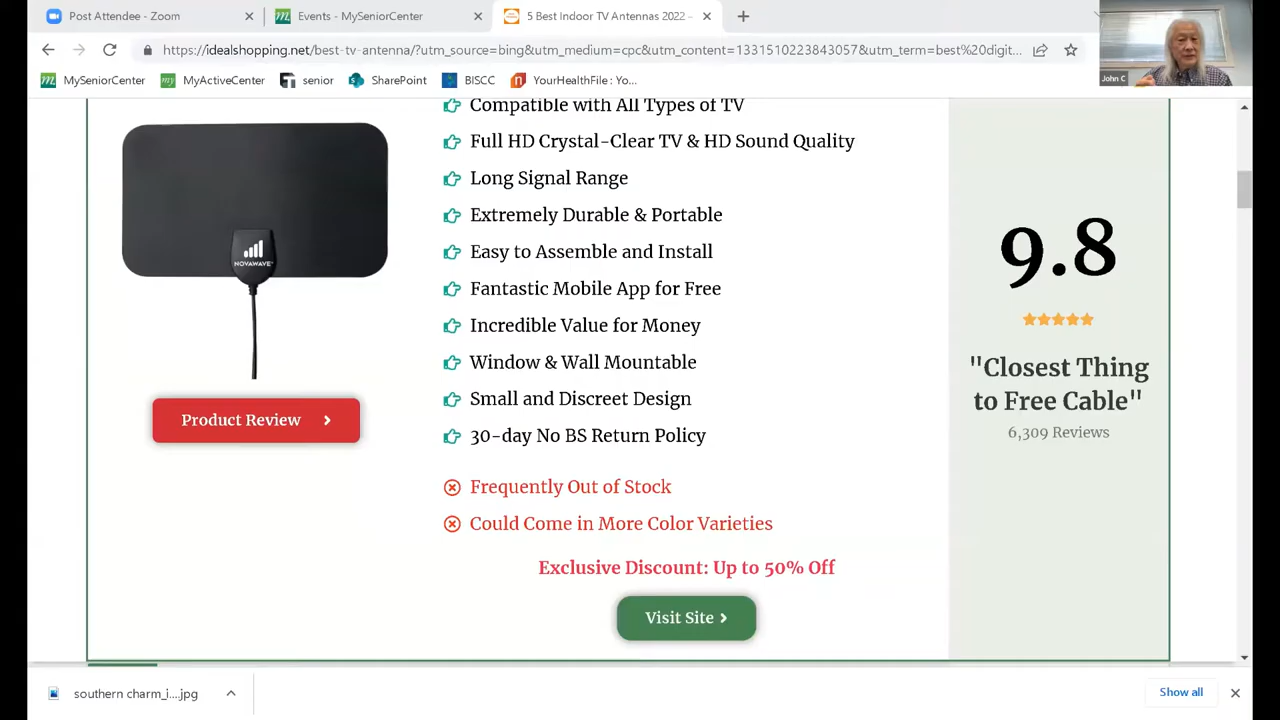 Post Attendee - Zoom
Events - MySeniorCenter
5 Best Indoor TV Antennas 2022 -
https://idealshopping.net/best-tv-antenna/?utm_source=bing&utm_medium=cpc&utm_content=1331510223843057&utm_term=best%20digit...
MySeniorCenter
MyActiveCenter
senior
SharePoint
BISCC
YourHealthFile : Yo...
John C
Compatible with All Types of TV
Full HD Crystal-Clear TV & HD Sound Quality
Long Signal Range
Extremely Durable & Portable
Easy to Assemble and Install
Fantastic Mobile App for Free
Incredible Value for Money
Window & Wall Mountable
Small and Discreet Design
30-day No BS Return Policy
Frequently Out of Stock
Could Come in More Color Varieties
Exclusive Discount: Up to 50% Off
Visit Site
NOVAWAVE
Product Review
9.8
"Closest Thing
to Free Cable"
6,309 Reviews
southern charm_i....jpg
Show all